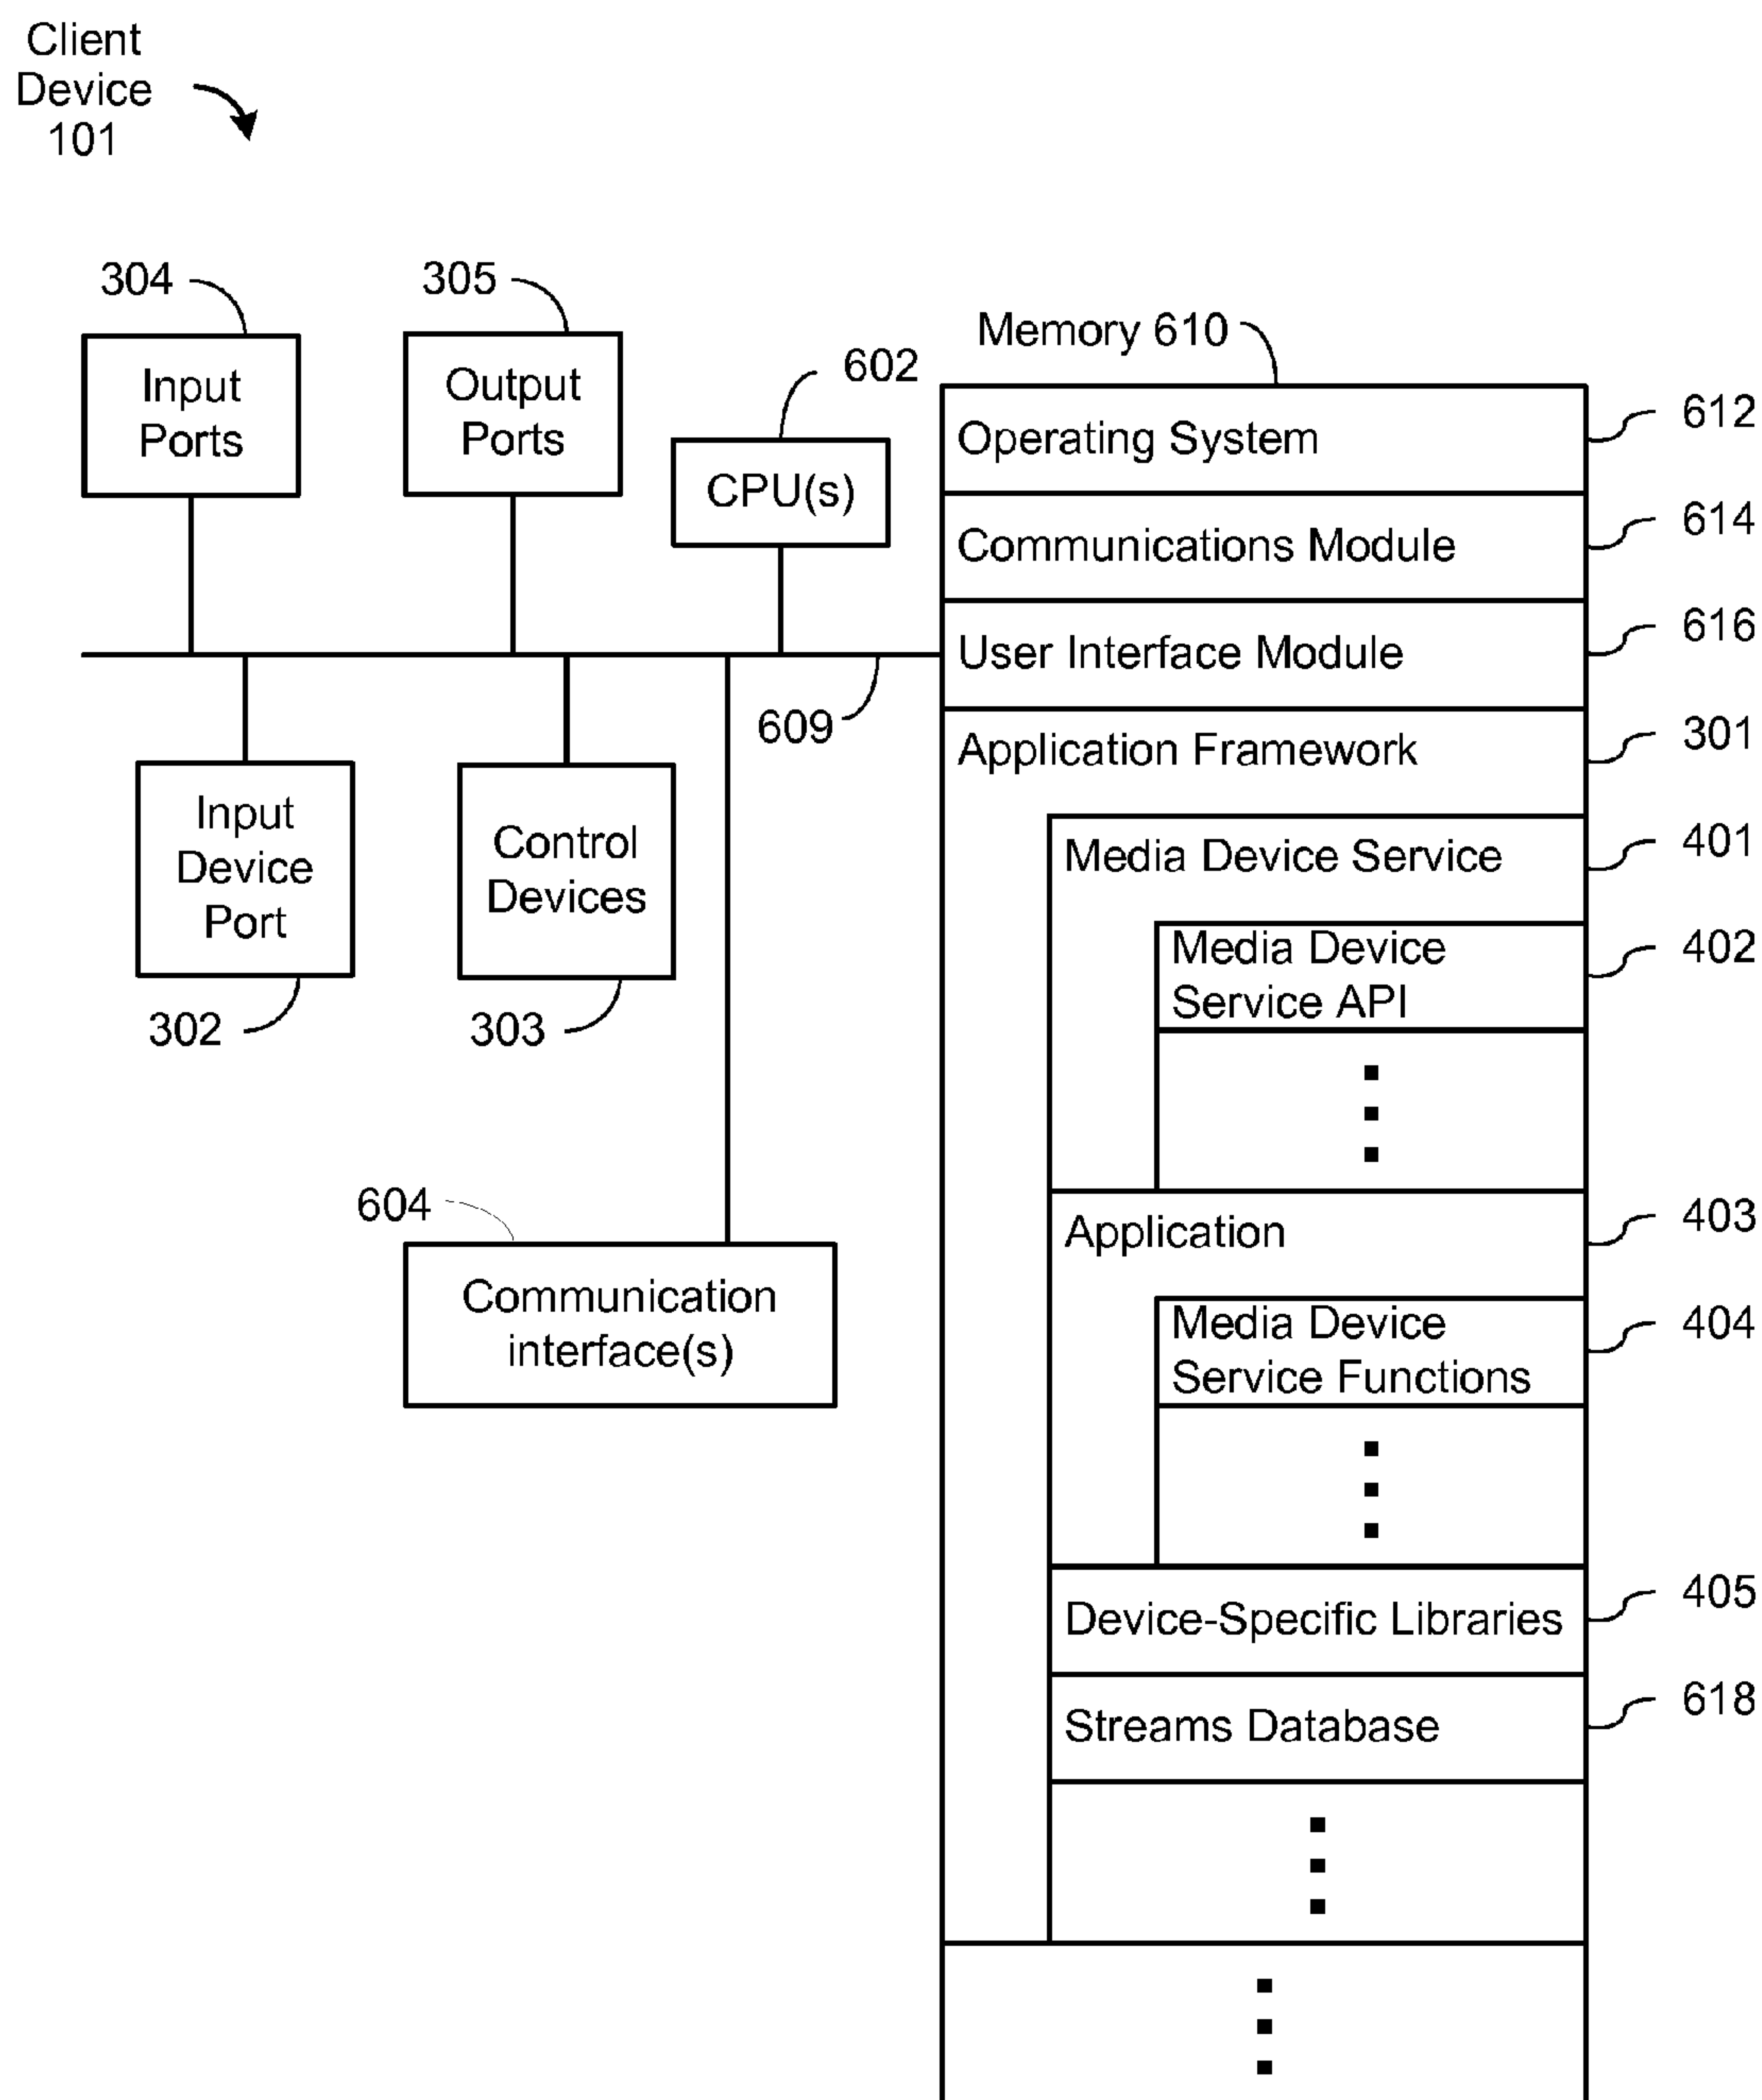 Client
Device
101
304
305
Input
Ports
Output
Ports
602
CPU(s)
609
Input
Device
Port
302
Control
Devices
303
604
Communication
interface(s)
Memory 610
Operating System
612
Communications Module
614
User Interface Module
616
Application Framework
301
Media Device Service
401
Media Device
Service API
402
Application
403
Media Device
Service Functions
404
Device-Specific Libraries
405
Streams Database
618